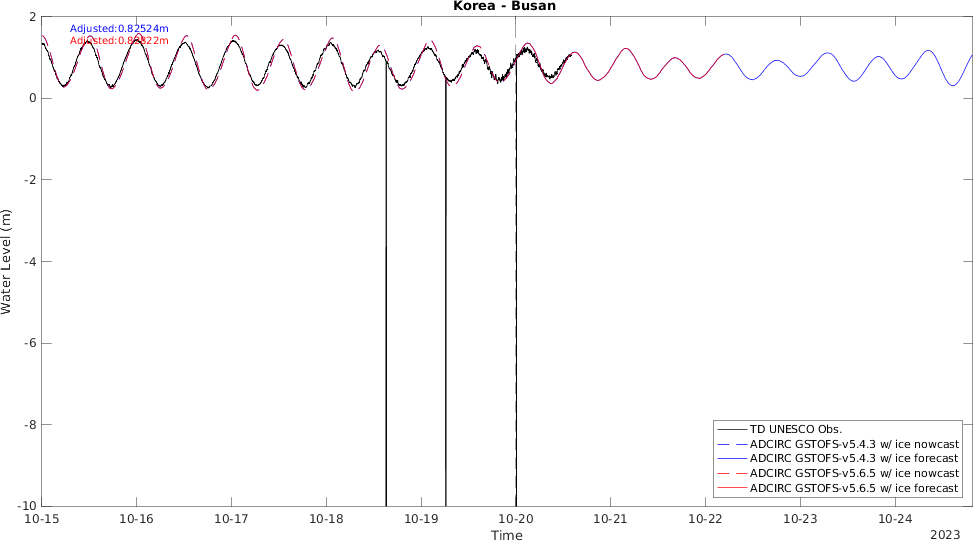 Korea - Busan
Adjusted:0.82524m
2
0
-2
-4
-6
-8
-10
Water Level (m)
TD UNESCO Obs.
ADCIRC GSTOFS-v5.4.3 w/ ice nowcast
ADCIRC GSTOFS-v5.4.3 w/ ice forecast
ADCIRC GSTOFS-v5.6.5 w/ ice nowcast
ADCIRC GSTOFS-v5.6.5 w/ ice forecast
10-15 10-16 10-17 10-18 10-19 10-20 10-21 10-22 10-23 10-24
Time
2023